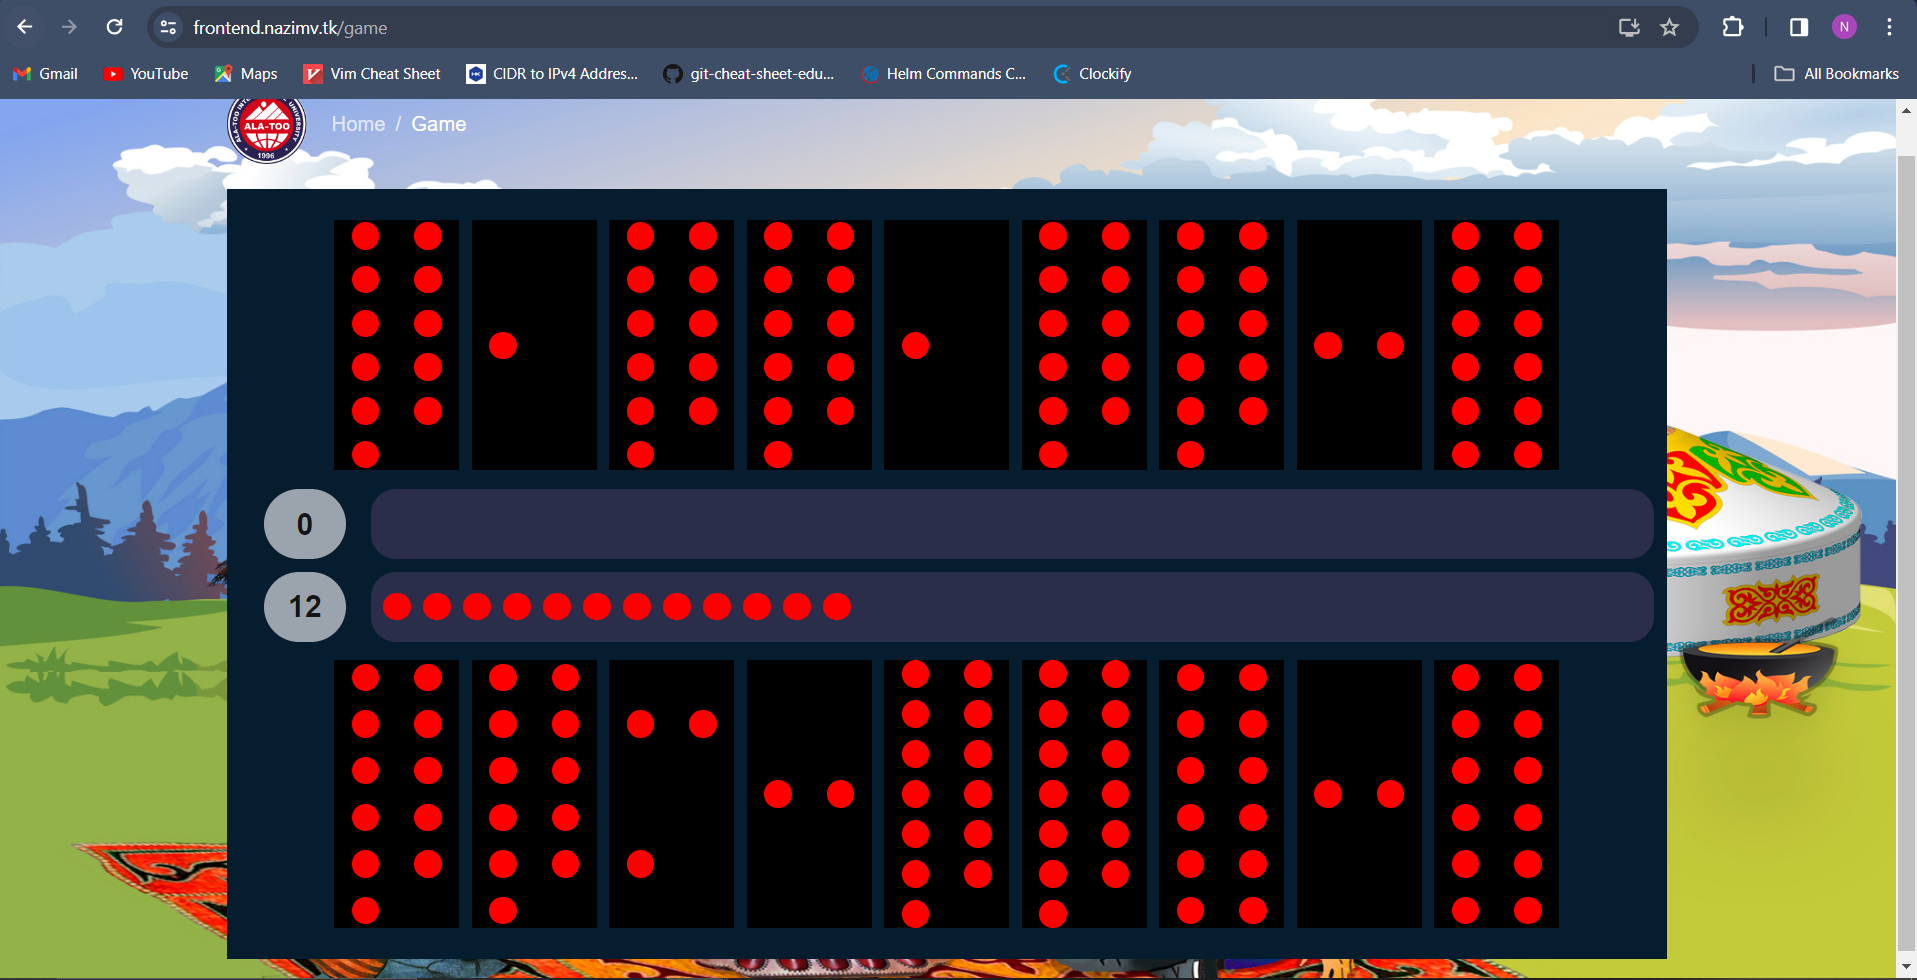 frontend.nazimv.tk/game
N
Gmail YouTube Maps Vim Cheat Sheet CIDR to IPv4 Addres... git-cheat-sheet-edu... Helm Commands C... Clockify All Bookmarks
ALA-TOO
1996
Home / Game
0
12